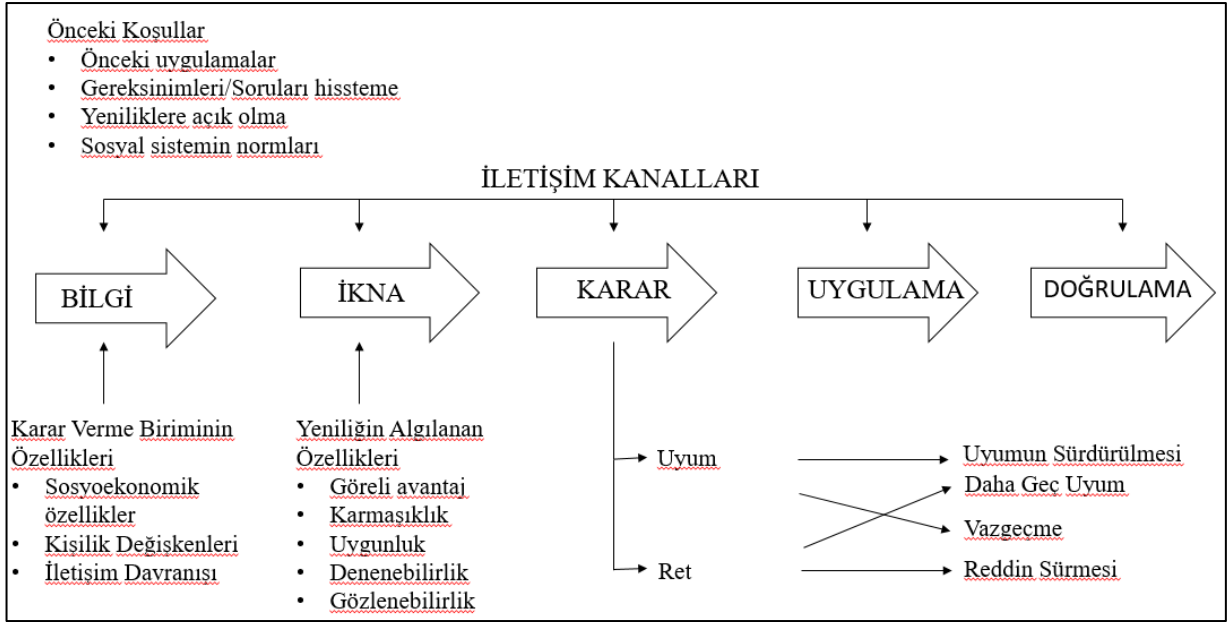 Önceki Koşullar
• Önceki uygulamalar
• Gereksinimleri/Soruları hissteme
• Yeniliklere açık olma
• Sosyal sistemin normları
İLETİŞİM KANALLARI
BİLGİ
İKNA
KARAR
UYGULAMA
DOĞRULAMA
Karar Verme Biriminin
Özellikleri
• Sosyoekonomik
özellikler
• Kişilik Değişkenleri
• İletişim Davranışı
Yeniliğin Algılanan
Özellikleri
• Göreli avantaj
• Karmaşıklık
• Uygunluk
• Denenebilirlik
• Gözlenebilirlik
Uyum
Ret
Uyumun Sürdürülmesi
Daha Geç Uyum
Vazgeçme
Reddin Sürmesi